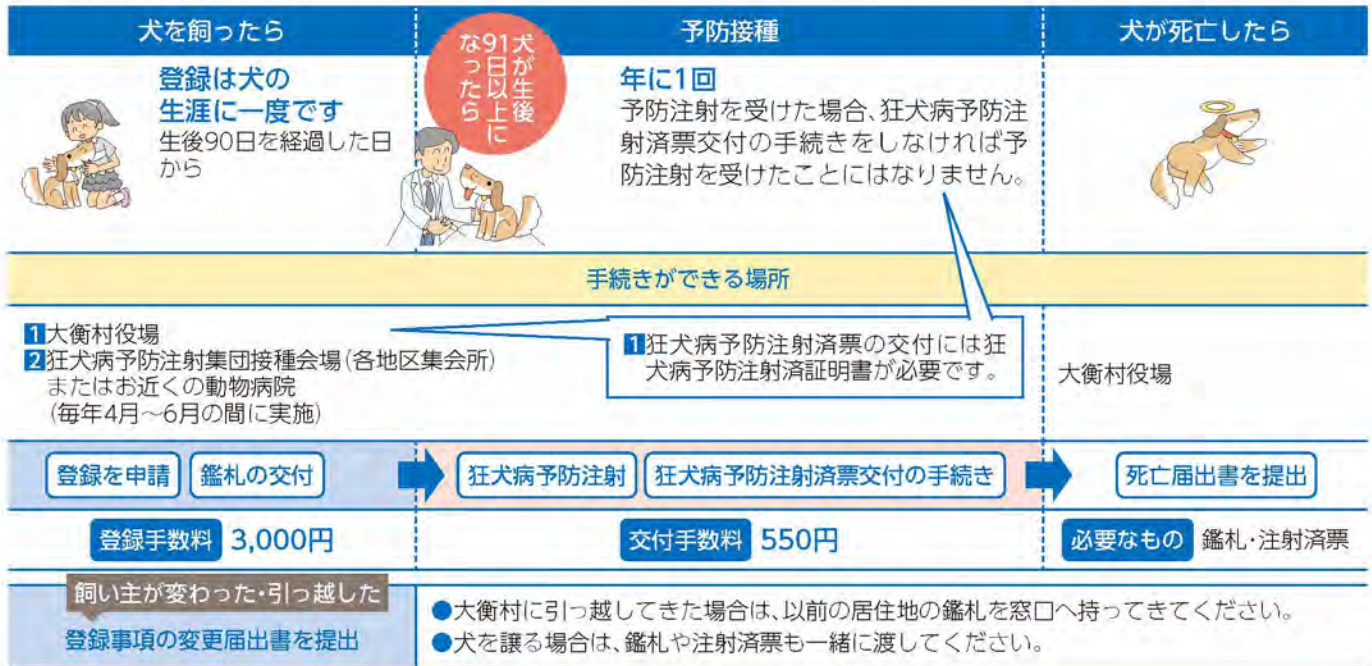 犬を飼ったら
登録は犬の
生涯に一度です
生後90日を経過した日
から
犬が生後
91日以上に
なったら
予防接種
年に1回
予防注射を受けた場合、狂犬病予防注
射済票交付の手続きをしなければ予
防注射を受けたことにはなりません。
犬が死亡したら
手続きができる場所
1大衡村役場
2狂犬病予防注射集団接種会場(各地区集会所)
またはお近くの動物病院
(毎年4月~6月の間に実施)
1狂犬病予防注射済票の交付には狂
犬病予防注射済証明書が必要です。
大衡村役場
登録を申請 鑑札の交付
狂犬病予防注射 狂犬病予防注射済票交付の手続き
死亡届出書を提出
登録手数料 3,000円
交付手数料 550円
必要なもの 鑑札・注射済票
飼い主が変わった・引っ越した
登録事項の変更届出書を提出
●大衡村に引っ越してきた場合は、以前の居住地の鑑札を窓口へ持ってきてください。
●犬を譲る場合は、鑑札や注射済票も一緒に渡してください。